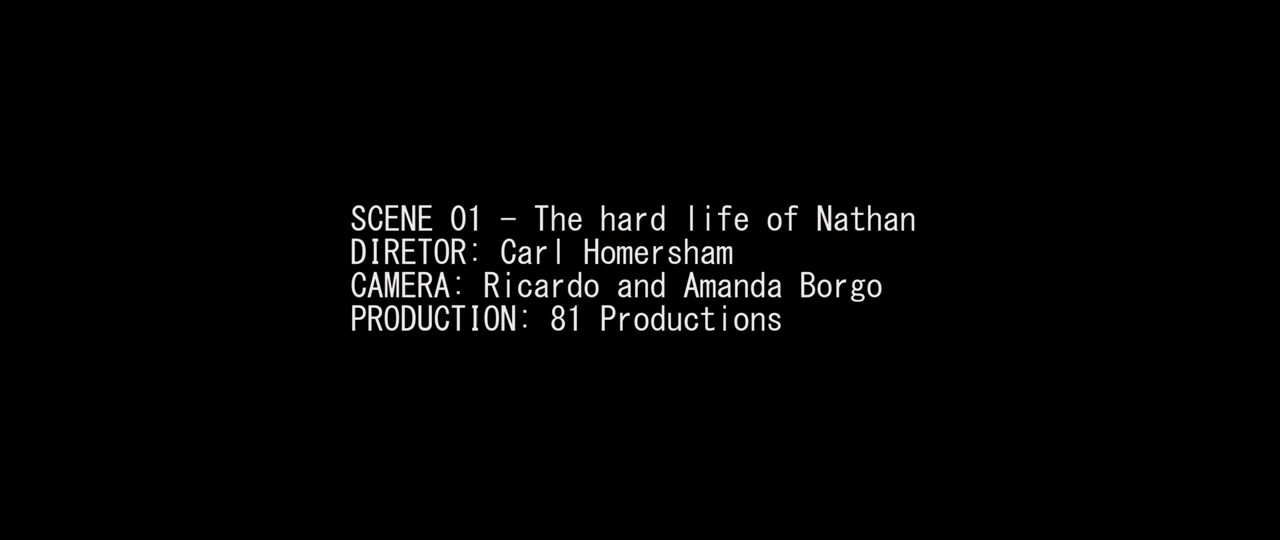 SCENE 01 - The hard life of Nathan
DIRETOR: Carl Homersham
CAMERA: Ricardo and Amanda Borgo
PRODUCTION: 81 Productions